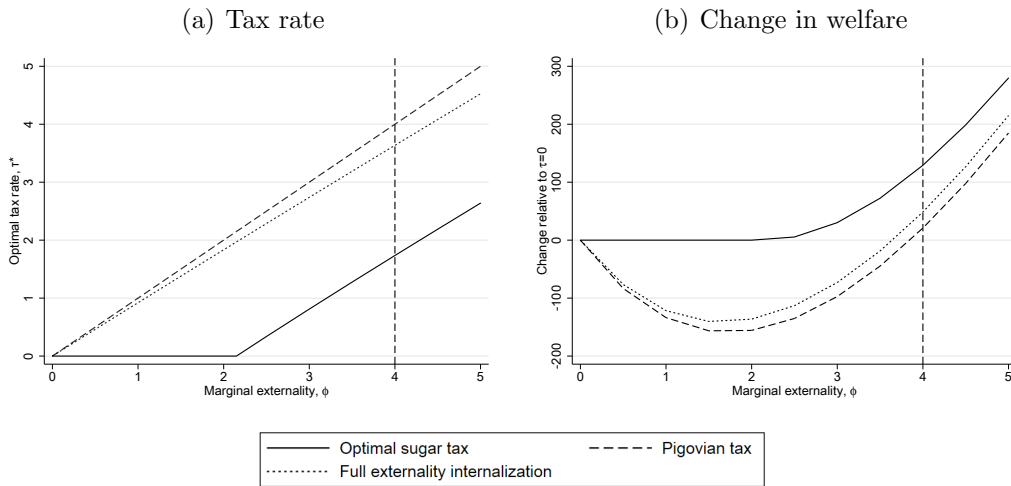 (a) Tax rate
5
4
3
2
1
0
Optimal tax rate, τ*
0 1 2 3 4 5
Marginal externality, ϕ
(b) Change in welfare
300
200
100
0
-100
-200
Change relative to τ=0
0 1 2 3 4 5
Marginal externality, ϕ
Optimal sugar tax
Pigovian tax
Full externality internalization